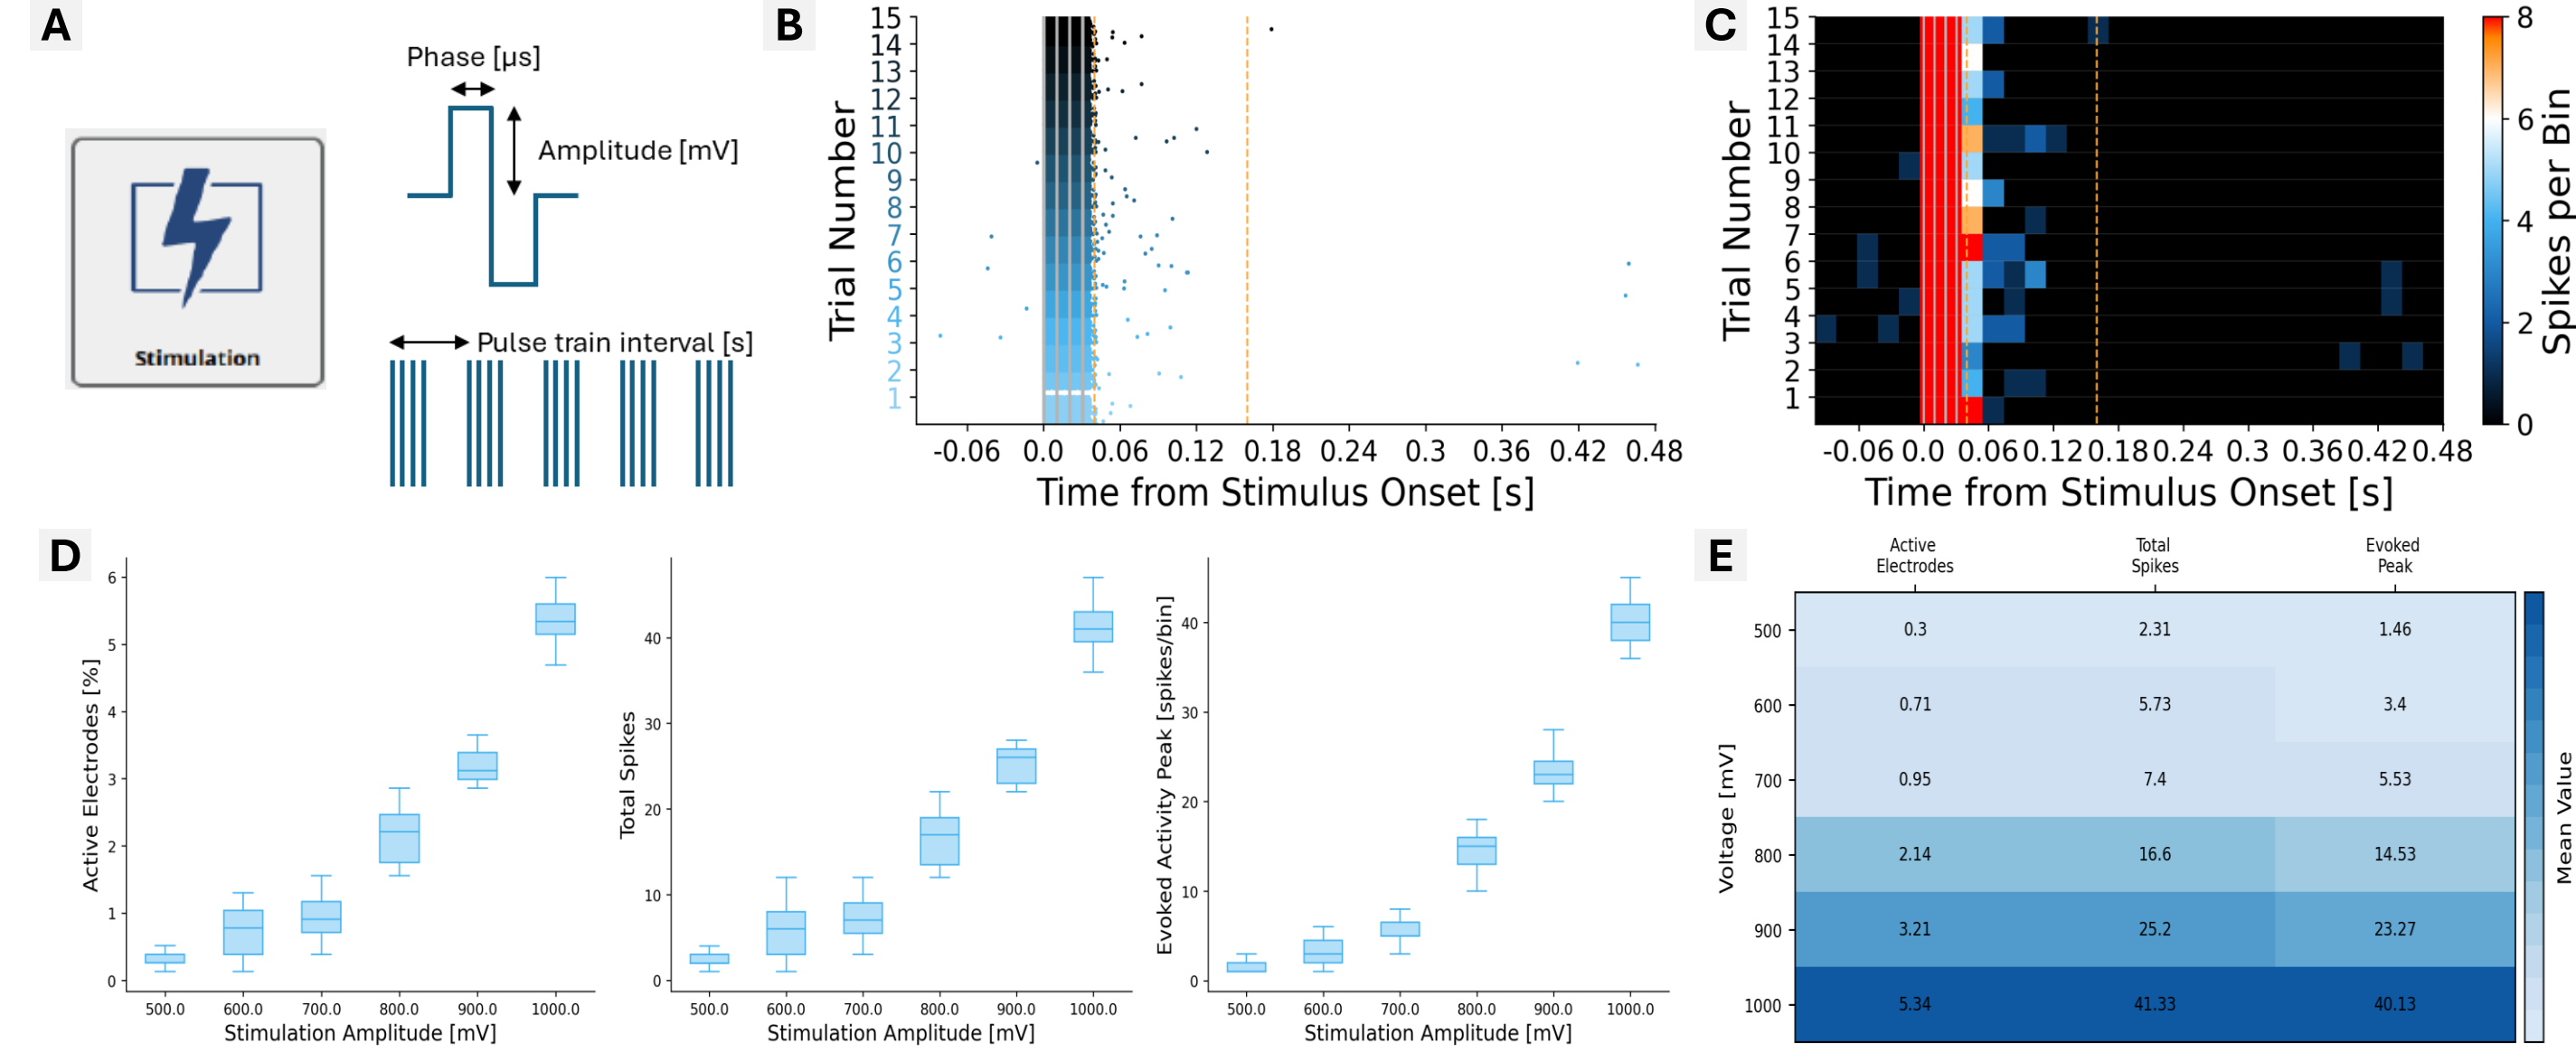 A
Phase [µs]
Amplitude [mV]
Stimulation
Pulse train interval [s]
B
Trial Number
15
14
13
12
11
10
9
8
7
6
5
4
3
2
1
-0.06 0.0 0.06 0.12 0.18 0.24 0.3 0.36 0.42 0.48
Time from Stimulus Onset [s]
C
Trial Number
15
14
13
12
11
10
9
8
7
6
5
4
3
2
1
-0.06 0.0 0.06 0.12 0.18 0.24 0.3 0.36 0.42 0.48
Time from Stimulus Onset [s]
8
6
4
2
0
Spikes per Bin
D
Active Electrodes [%]
6
5
4
3
2
1
0
500.0 600.0 700.0 800.0 900.0 1000.0
Stimulation Amplitude [mV]
Total Spikes
40
30
20
10
0
500.0 600.0 700.0 800.0 900.0 1000.0
Stimulation Amplitude [mV]
Evoked Activity Peak [spikes/bin]
40
30
20
10
0
500.0 600.0 700.0 800.0 900.0 1000.0
Stimulation Amplitude [mV]
E
Active Electrodes
Total Spikes
Evoked Peak
Voltage [mV]
500 0.3 2.31 1.46
600 0.71 5.73 3.4
700 0.95 7.4 5.53
800 2.14 16.6 14.53
900 3.21 25.2 23.27
1000 5.34 41.33 40.13
Mean Value